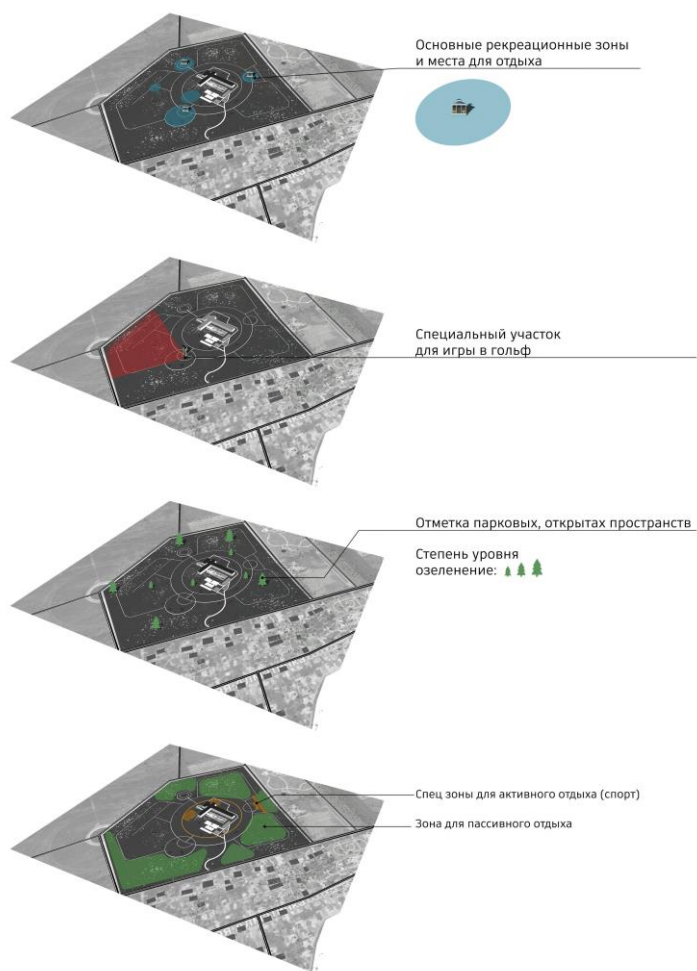 Основные рекреационные зоны
и места для отдыха
Специальный участок
для игры в гольф
Отметка парковых, открытах пространств
Степень уровня
озеленение:
Спец зоны для активного отдыха (спорт)
Зона для пассивного отдыха